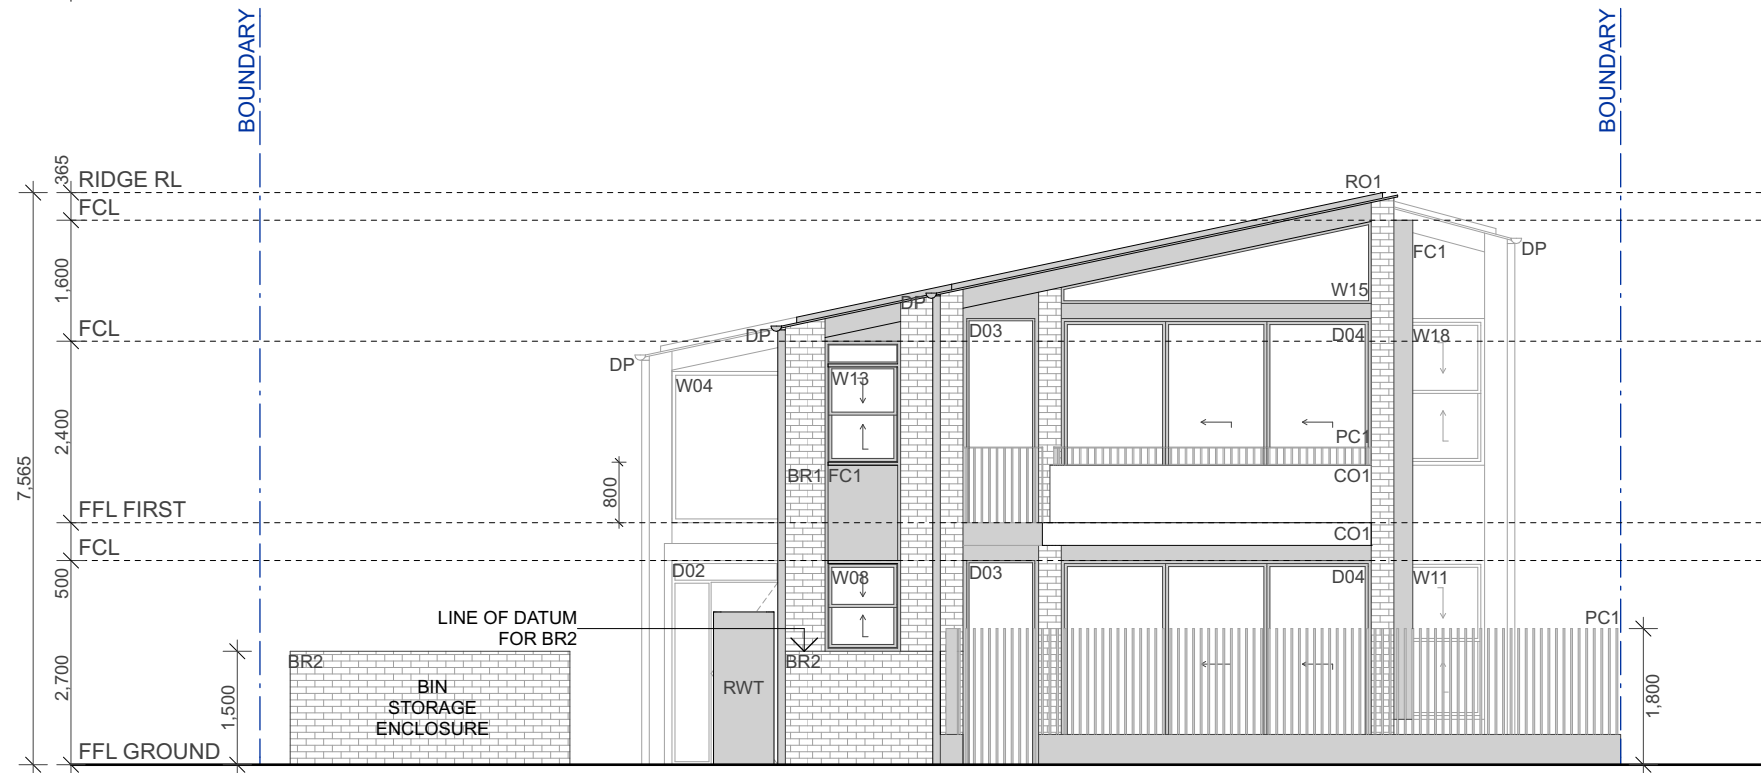 BOUNDARY
BOUNDARY
365
RIDGE RL
RO1
FCL
FC1
DP
1,600
W15
DP
FCL
DP
D03
D04
W18
DP
W04
W13
2,400
PC1
7,565
800
BR1
FC1
CO1
FFL FIRST
CO1
FCL
D02
W08
D03
D04
W11
500
LINE OF DATUM
FOR BR2
PC1
BR2
BR2
2,700
1,500
BIN
STORAGE
ENCLOSURE
RWT
1,800
FFL GROUND